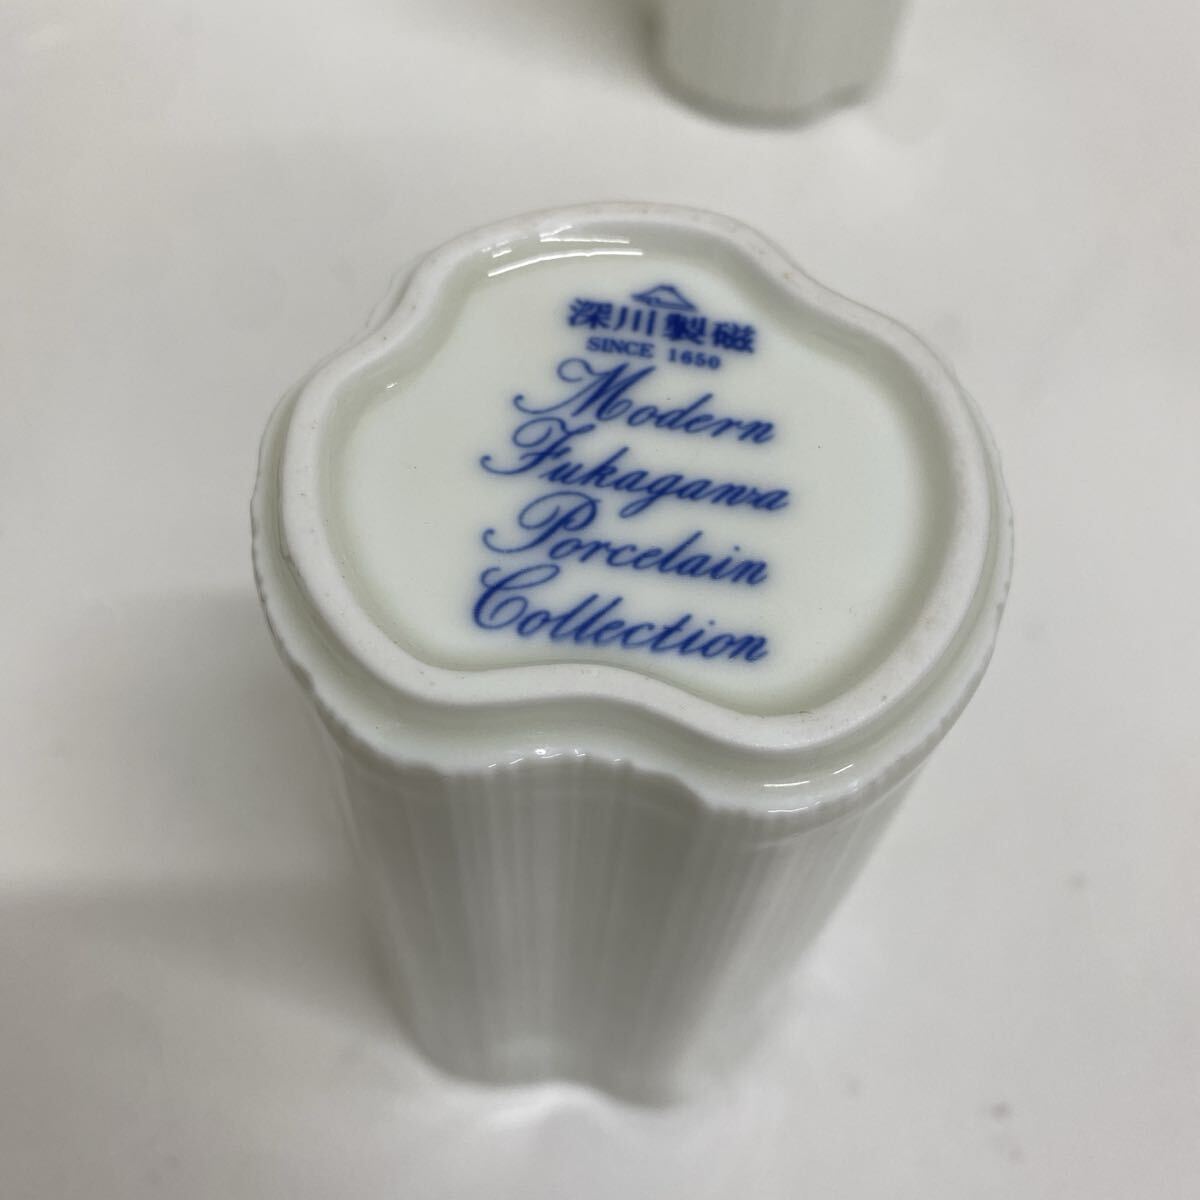 深川製磁
SINCE 1650
Modern
Fukagawa
Porcelain
Collection